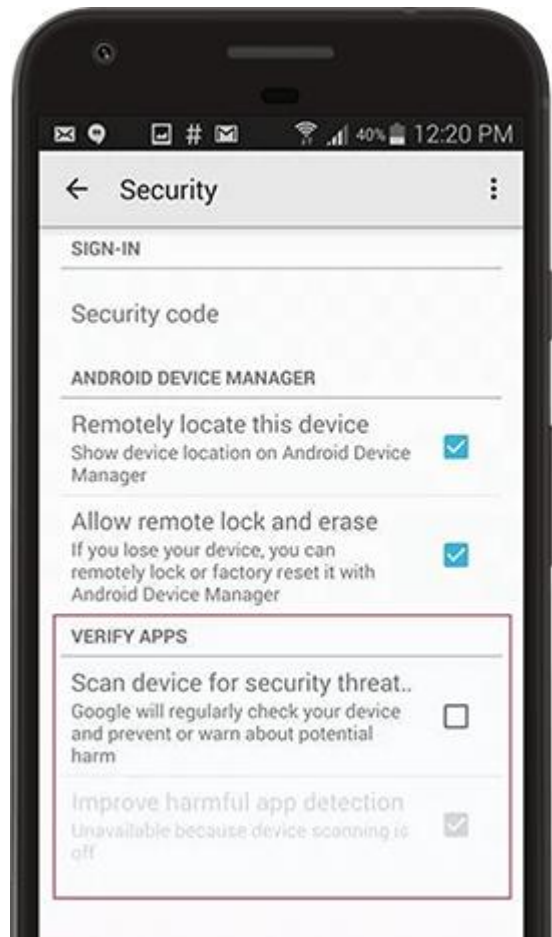 40% 12:20 PM
Security
SIGN-IN
Security code
ANDROID DEVICE MANAGER
Remotely locate this device
Show device location on Android Device
Manager
Allow remote lock and erase
If you lose your device, you can
remotely lock or factory reset it with
Android Device Manager
VERIFY APPS
Scan device for security threat..
Google will regularly check your device
and prevent or warn about potential
harm
Improve harmful app detection
Unavailable because device scanning is
off